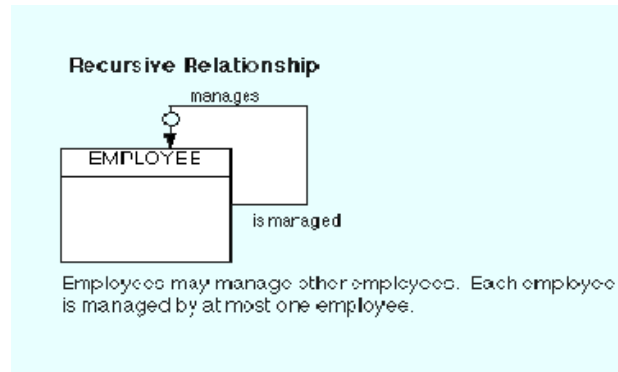 Recursive Relationship
manages
EMPLOYEE
is managed
Employees may manage other employees. Each employee
is managed by at most one employee.